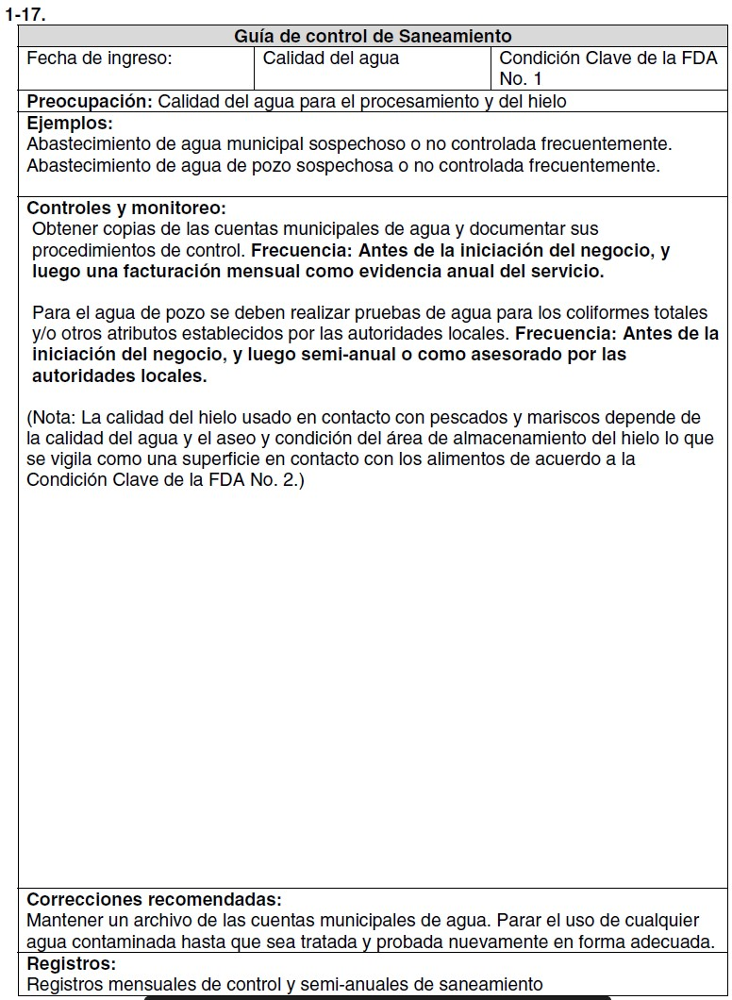 1-17.
Guía de control de Saneamiento
Fecha de ingreso:
Calidad del agua
Condición Clave de la FDA
No. 1
Preocupación: Calidad del agua para el procesamiento y del hielo
Ejemplos:
Abastecimiento de agua municipal sospechoso o no controlada frecuentemente.
Abastecimiento de agua de pozo sospechosa o no controlada frecuentemente.
Controles y monitoreo:
Obtener copias de las cuentas municipales de agua y documentar sus
procedimientos de control. Frecuencia: Antes de la iniciación del negocio, y
luego una facturación mensual como evidencia anual del servicio.
Para el agua de pozo se deben realizar pruebas de agua para los coliformes totales
y/o otros atributos establecidos por las autoridades locales. Frecuencia: Antes de la
iniciación del negocio, y luego semi-anual o como asesorado por las
autoridades locales.
(Nota: La calidad del hielo usado en contacto con pescados y mariscos depende de
la calidad del agua y el aseo y condición del área de almacenamiento del hielo lo que
se vigila como una superficie en contacto con los alimentos de acuerdo a la
Condición Clave de la FDA No. 2.)
Correcciones recomendadas:
Mantener un archivo de las cuentas municipales de agua. Parar el uso de cualquier
agua contaminada hasta que sea tratada y probada nuevamente en forma adecuada.
Registros:
Registros mensuales de control y semi-anuales de saneamiento